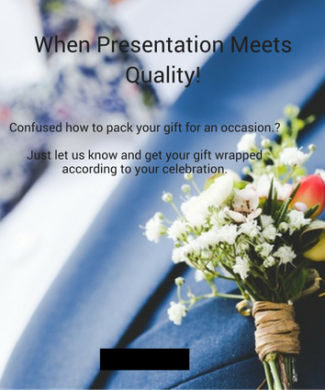 When Presentation Meets
Quality!
Confused how to pack your gift for an occasion.?
Just let us know and get your gift wrapped
according to your celebration.